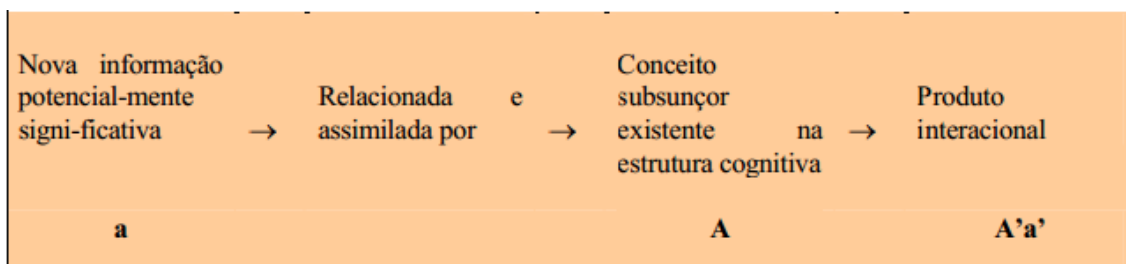 Nova informação
potencial-mente
signi-ficativa
→
Relacionada e
assimilada por
→
Conceito
subsunçor
existente na
estrutura cognitiva
→
Produto
interacional
a
A
A’a’